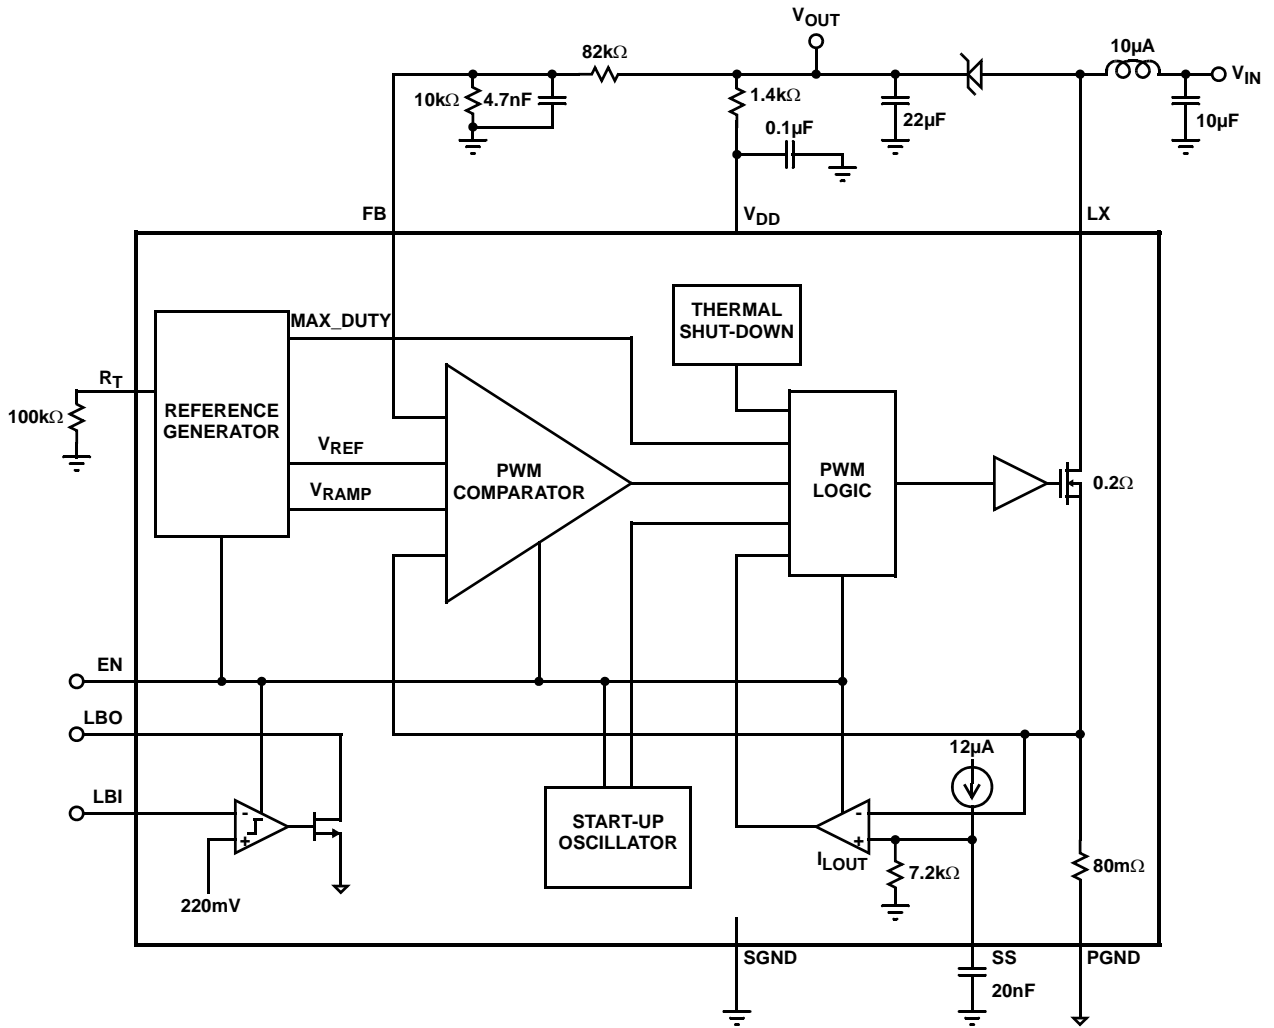 VOUT
10µA
82kΩ
VIN
10kΩ
4.7nF
1.4kΩ
22µF
10µF
0.1µF
FB
VDD
LX
THERMAL
SHUT-DOWN
MAX_DUTY
RT
100kΩ
REFERENCE
GENERATOR
VREF
VRAMP
PWM
COMPARATOR
PWM
LOGIC
0.2Ω
EN
LBO
12µA
LBI
-
+
220mV
START-UP
OSCILLATOR
-
+
ILOUT
7.2kΩ
80mΩ
SGND
SS
PGND
20nF